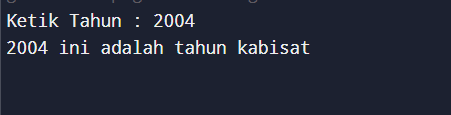 Ketik Tahun : 2004
2004 ini adalah tahun kabisat